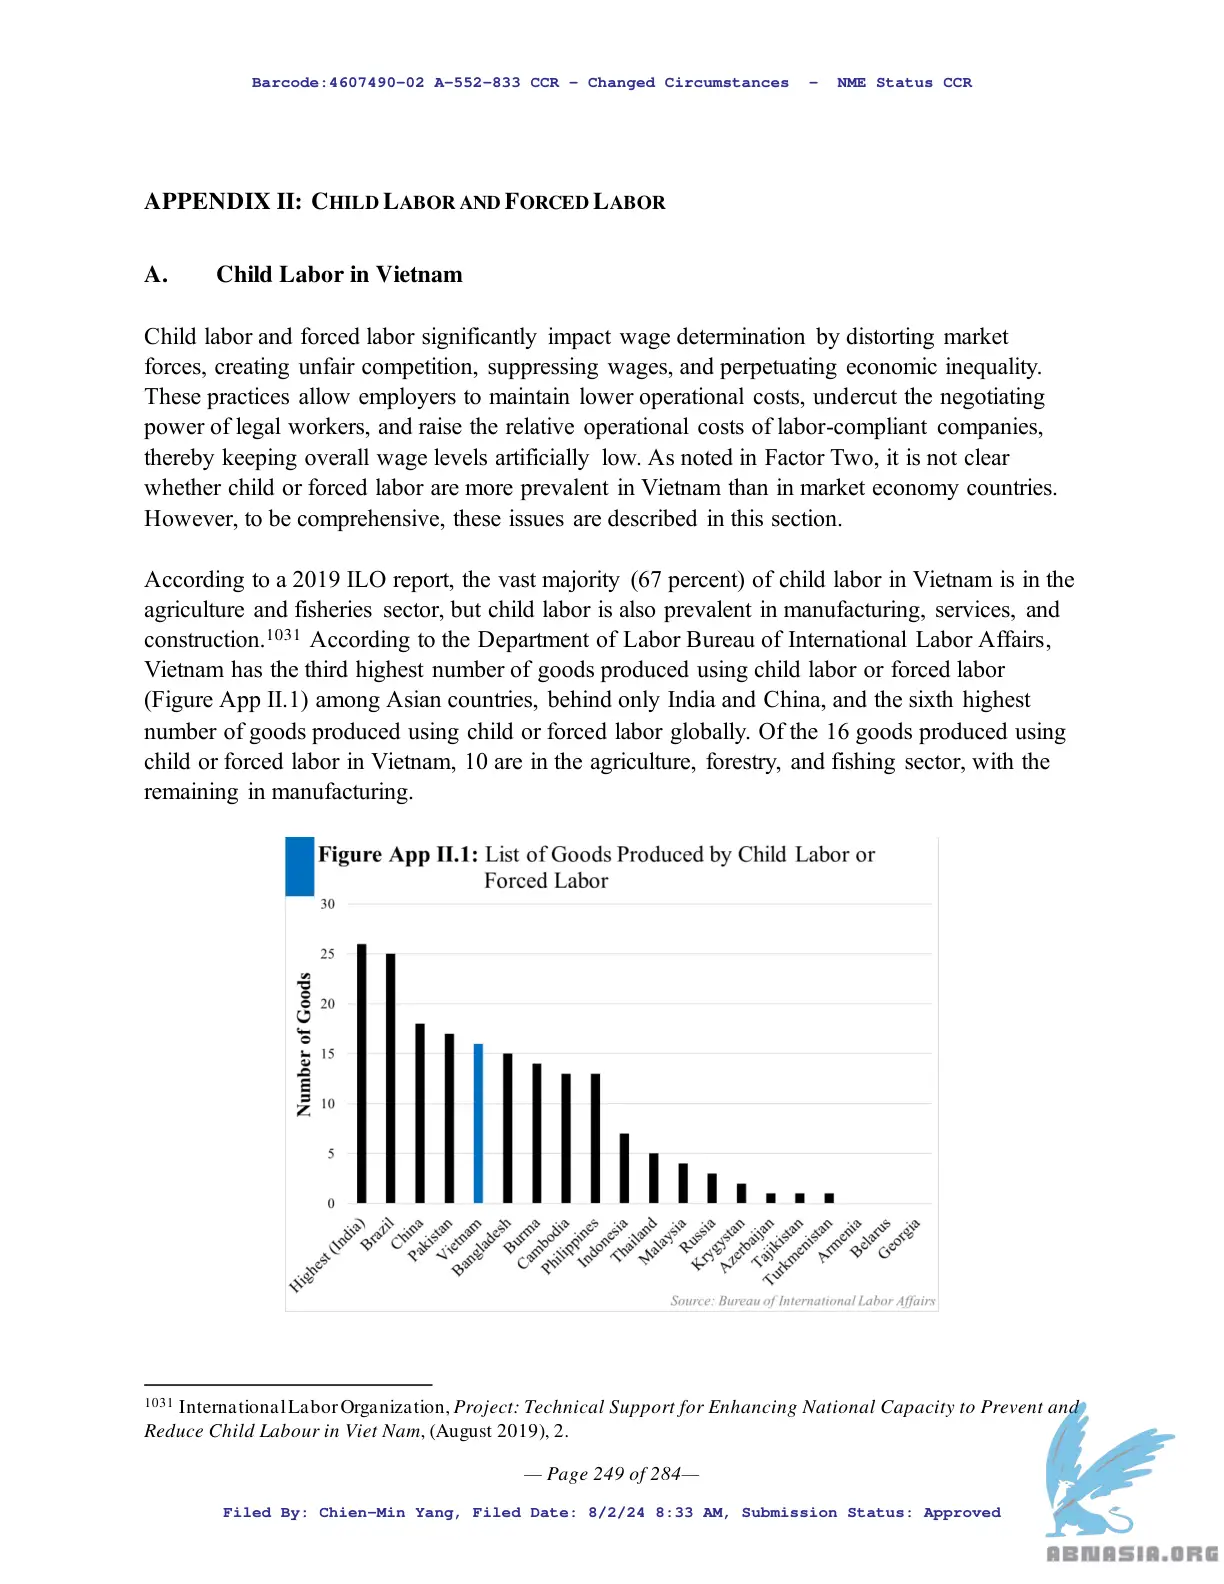 Barcode:4607490-02 A-552-833 CCR - Changed Circumstances - NME Status CCR
APPENDIX II: CHILD LABOR AND FORCED LABOR
A. Child Labor in Vietnam
Child labor and forced labor significantly impact wage determination by distorting market
forces, creating unfair competition, suppressing wages, and perpetuating economic inequality.
These practices allow employers to maintain lower operational costs, undercut the negotiating
power of legal workers, and raise the relative operational costs of labor-compliant companies,
thereby keeping overall wage levels artificially low. As noted in Factor Two, it is not clear
whether child or forced labor are more prevalent in Vietnam than in market economy countries.
However, to be comprehensive, these issues are described in this section.
According to a 2019 ILO report, the vast majority (67 percent) of child labor in Vietnam is in the
agriculture and fisheries sector, but child labor is also prevalent in manufacturing, services, and
construction.1031 According to the Department of Labor Bureau of International Labor Affairs,
Vietnam has the third highest number of goods produced using child labor or forced labor
(Figure App II.1) among Asian countries, behind only India and China, and the sixth highest
number of goods produced using child or forced labor globally. Of the 16 goods produced using
child or forced labor in Vietnam, 10 are in the agriculture, forestry, and fishing sector, with the
remaining in manufacturing.
Figure App II.1: List of Goods Produced by Child Labor or
Forced Labor
Number of Goods
30
25
20
15
10
5
0
Highest (India)
Brazil
China
Pakistan
Vietnam
Bangladesh
Burma
Cambodia
Philippines
Indonesia
Thailand
Malaysia
Russia
Krygystan
Azerbaijan
Tajikistan
Turkmenistan
Armenia
Belarus
Georgia
Source: Bureau of International Labor Affairs
1031 International Labor Organization, Project: Technical Support for Enhancing National Capacity to Prevent and
Reduce Child Labour in Viet Nam, (August 2019), 2.
— Page 249 of 284—
Filed By: Chien-Min Yang, Filed Date: 8/2/24 8:33 AM, Submission Status: Approved
ABNASIA.ORG